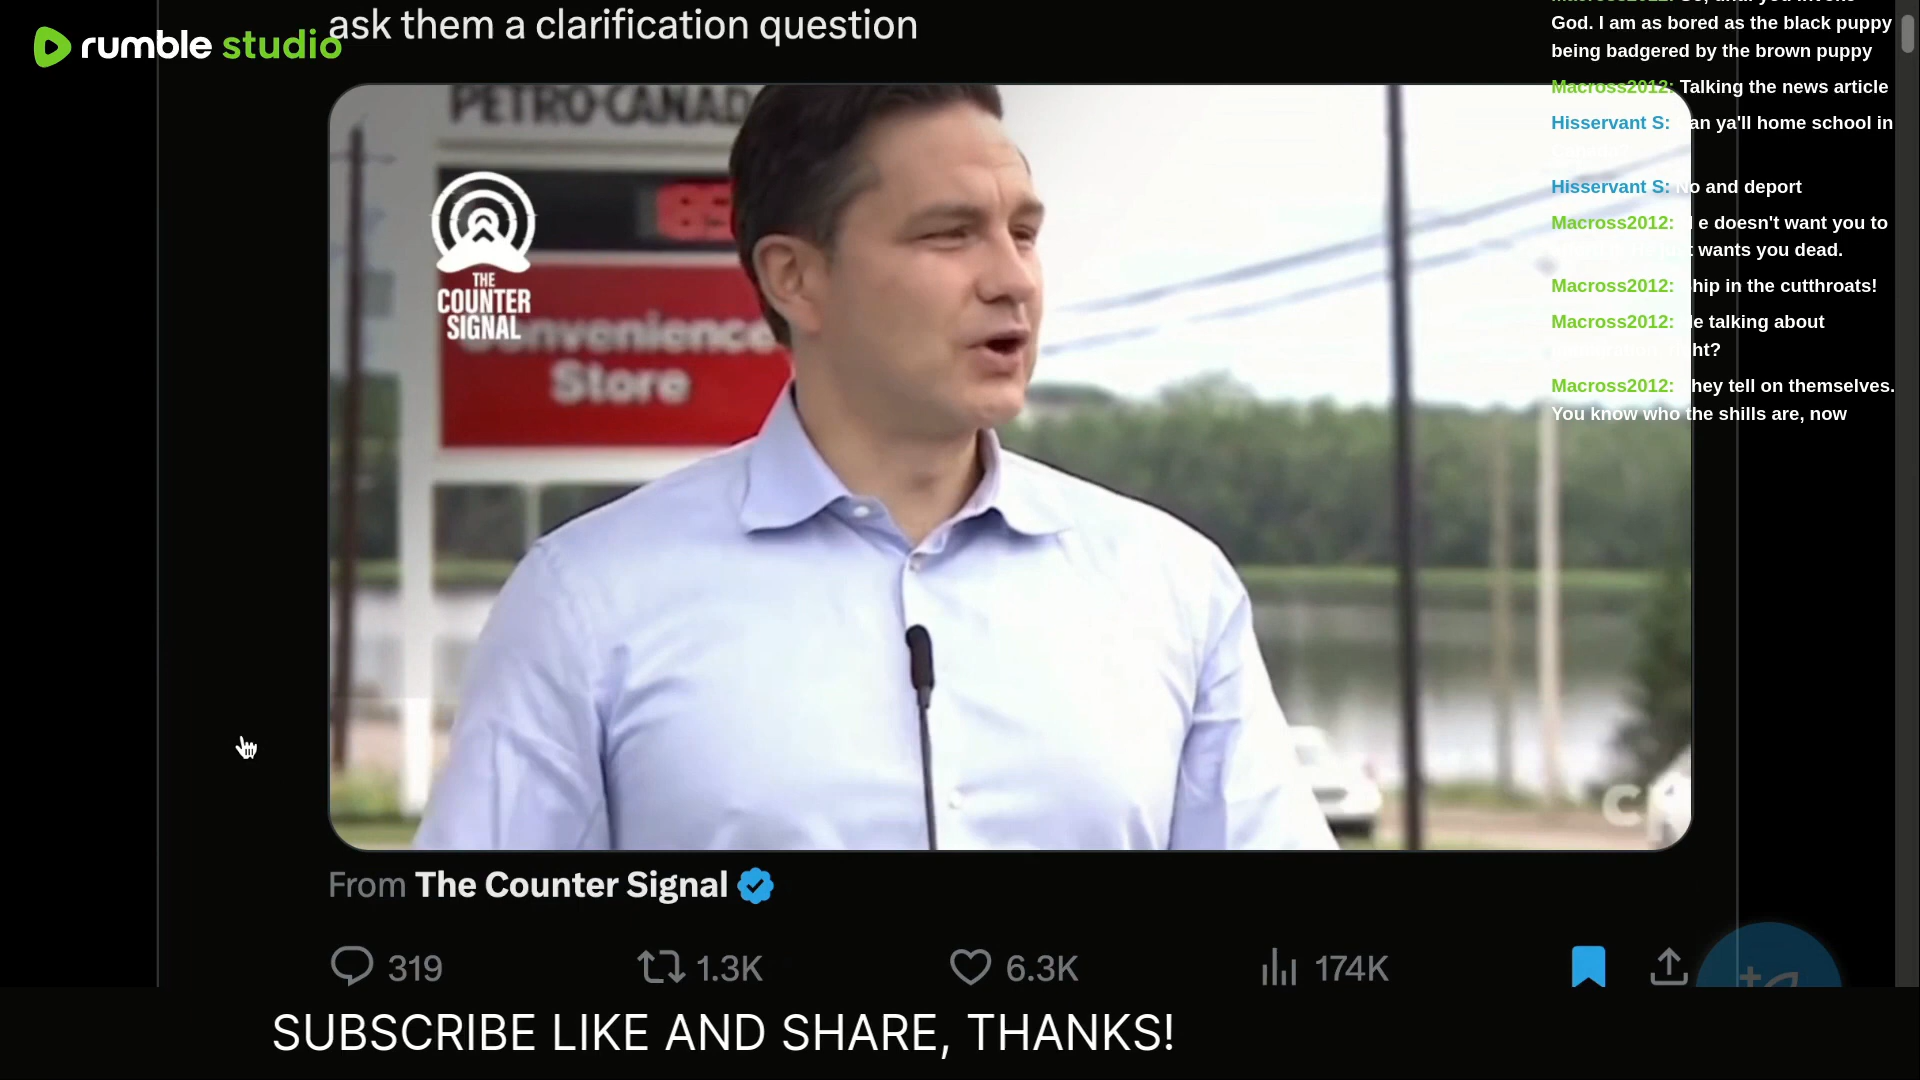 ask them a clarification question
rumble studio
God. I am as bored as the black puppy
being badgered by the brown puppy
Macross2012: Talking the news article
Hisservant S: an ya'll home school in
Hisservant S: No and deport
Macross2012: e doesn't want you to
wants you dead.
Macross2012: hip in the cutthroats!
Macross2012: e talking about
ht?
Macross2012: hey tell on themselves.
You know who the shills are, now
PETRO-CANAD
THE
COUNTER
SIGNAL
nvenience
Store
From The Counter Signal
319 1.3K 6.3K 174K
SUBSCRIBE LIKE AND SHARE, THANKS!